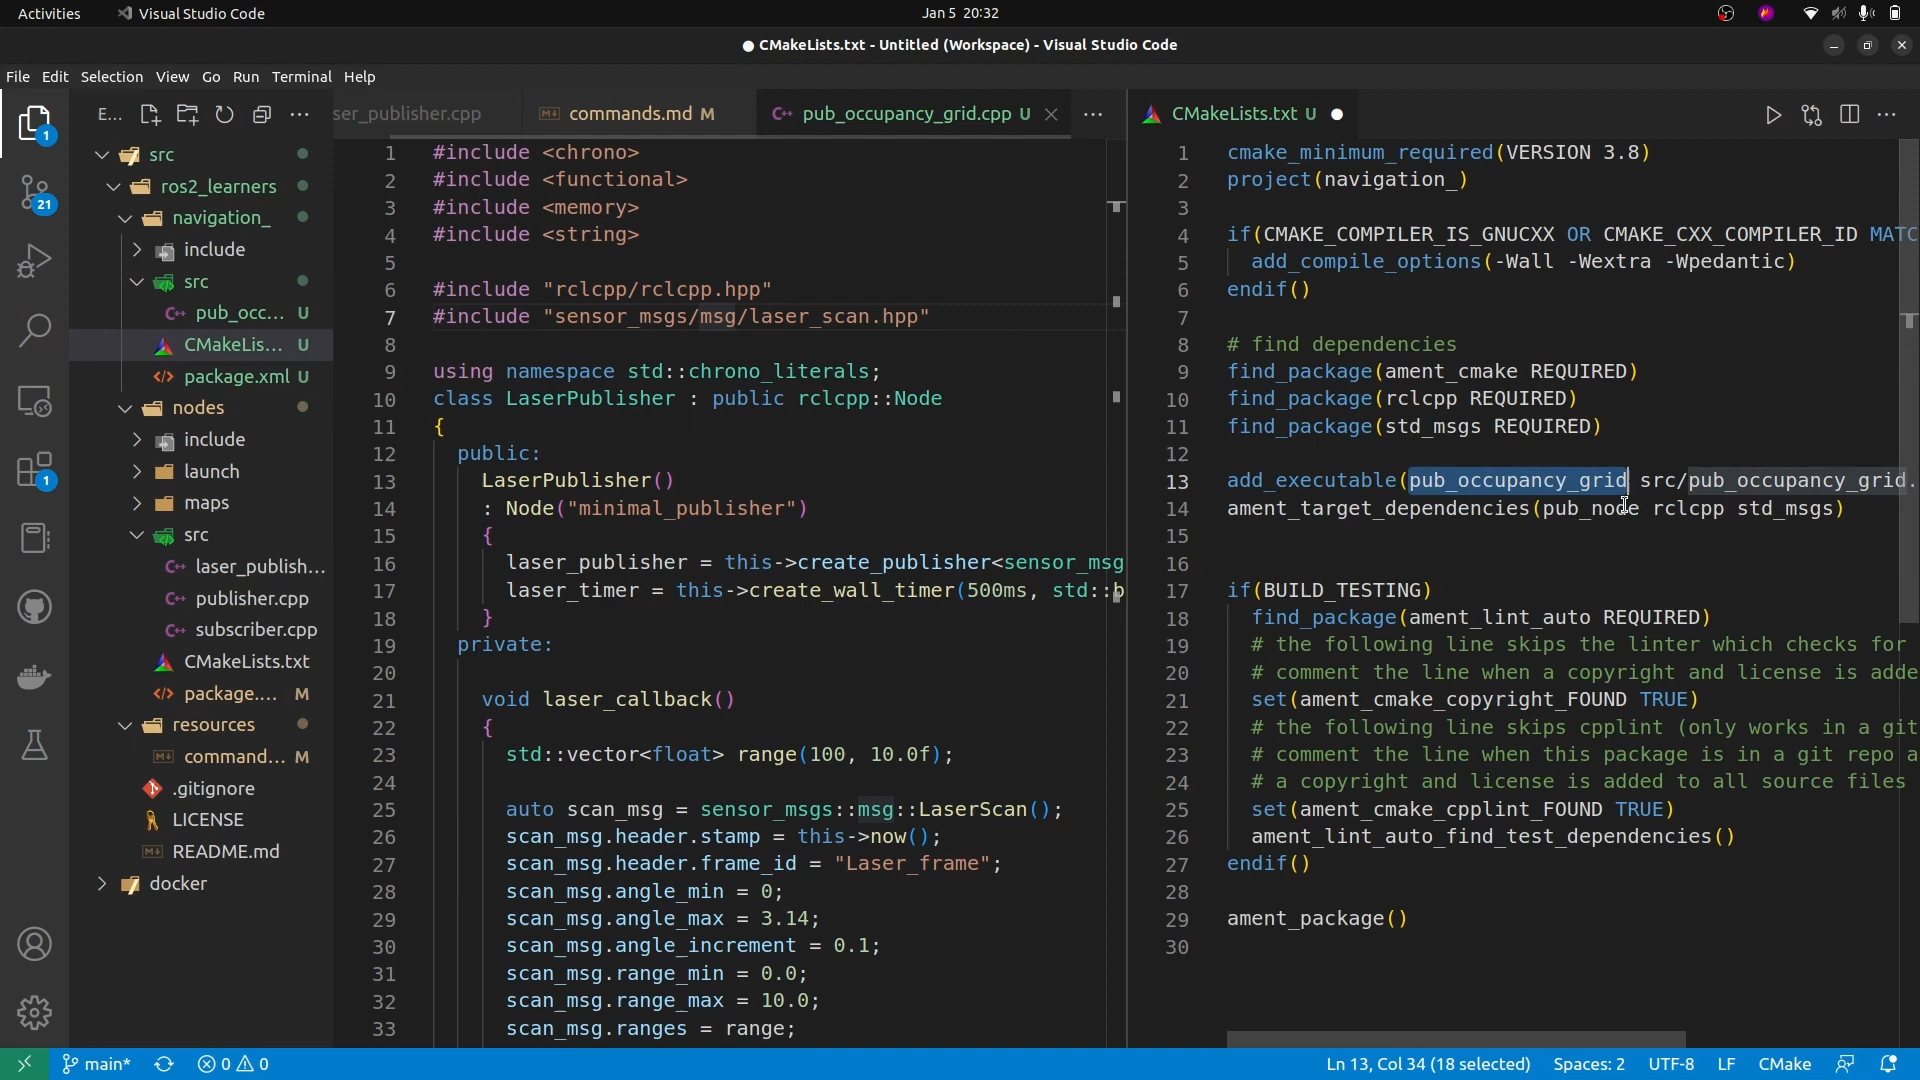 Activities
Visual Studio Code
Jan 5 20:32
● CMakeLists.txt - Untitled (Workspace) - Visual Studio Code
File Edit Selection View Go Run Terminal Help
E...
ser_publisher.cpp
commands.md M
pub_occupancy_grid.cpp U
CMakeLists.txt U
1
21
1
src
ros2_learners
navigation_
include
src
pub_occ... U
CMakeLis... U
package.xml U
nodes
include
launch
maps
src
laser_publish...
publisher.cpp
subscriber.cpp
CMakeLists.txt
package.... M
resources
command... M
.gitignore
LICENSE
README.md
docker
1 #include <chrono>
2 #include <functional>
3 #include <memory>
4 #include <string>
5
6 #include "rclcpp/rclcpp.hpp"
7 #include "sensor_msgs/msg/laser_scan.hpp"
8
9 using namespace std::chrono_literals;
10 class LaserPublisher : public rclcpp::Node
11 {
12 public:
13 LaserPublisher()
14 : Node("minimal_publisher")
15 {
16 laser_publisher = this->create_publisher<sensor_msg
17 laser_timer = this->create_wall_timer(500ms, std::b
18 }
19 private:
20
21 void laser_callback()
22 {
23 std::vector<float> range(100, 10.0f);
24
25 auto scan_msg = sensor_msgs::msg::LaserScan();
26 scan_msg.header.stamp = this->now();
27 scan_msg.header.frame_id = "Laser_frame";
28 scan_msg.angle_min = 0;
29 scan_msg.angle_max = 3.14;
30 scan_msg.angle_increment = 0.1;
31 scan_msg.range_min = 0.0;
32 scan_msg.range_max = 10.0;
33 scan_msg.ranges = range;
1 cmake_minimum_required(VERSION 3.8)
2 project(navigation_)
3
4 if(CMAKE_COMPILER_IS_GNUCXX OR CMAKE_CXX_COMPILER_ID MATC
5 add_compile_options(-Wall -Wextra -Wpedantic)
6 endif()
7
8 # find dependencies
9 find_package(ament_cmake REQUIRED)
10 find_package(rclcpp REQUIRED)
11 find_package(std_msgs REQUIRED)
12
13 add_executable(pub_occupancy_grid src/pub_occupancy_grid.
14 ament_target_dependencies(pub_node rclcpp std_msgs)
15
16
17 if(BUILD_TESTING)
18 find_package(ament_lint_auto REQUIRED)
19 # the following line skips the linter which checks for
20 # comment the line when a copyright and license is adde
21 set(ament_cmake_copyright_FOUND TRUE)
22 # the following line skips cpplint (only works in a git
23 # comment the line when this package is in a git repo a
24 # a copyright and license is added to all source files
25 set(ament_cmake_cpplint_FOUND TRUE)
26 ament_lint_auto_find_test_dependencies()
27 endif()
28
29 ament_package()
30
main* 0 0
Ln 13, Col 34 (18 selected) Spaces: 2 UTF-8 LF CMake